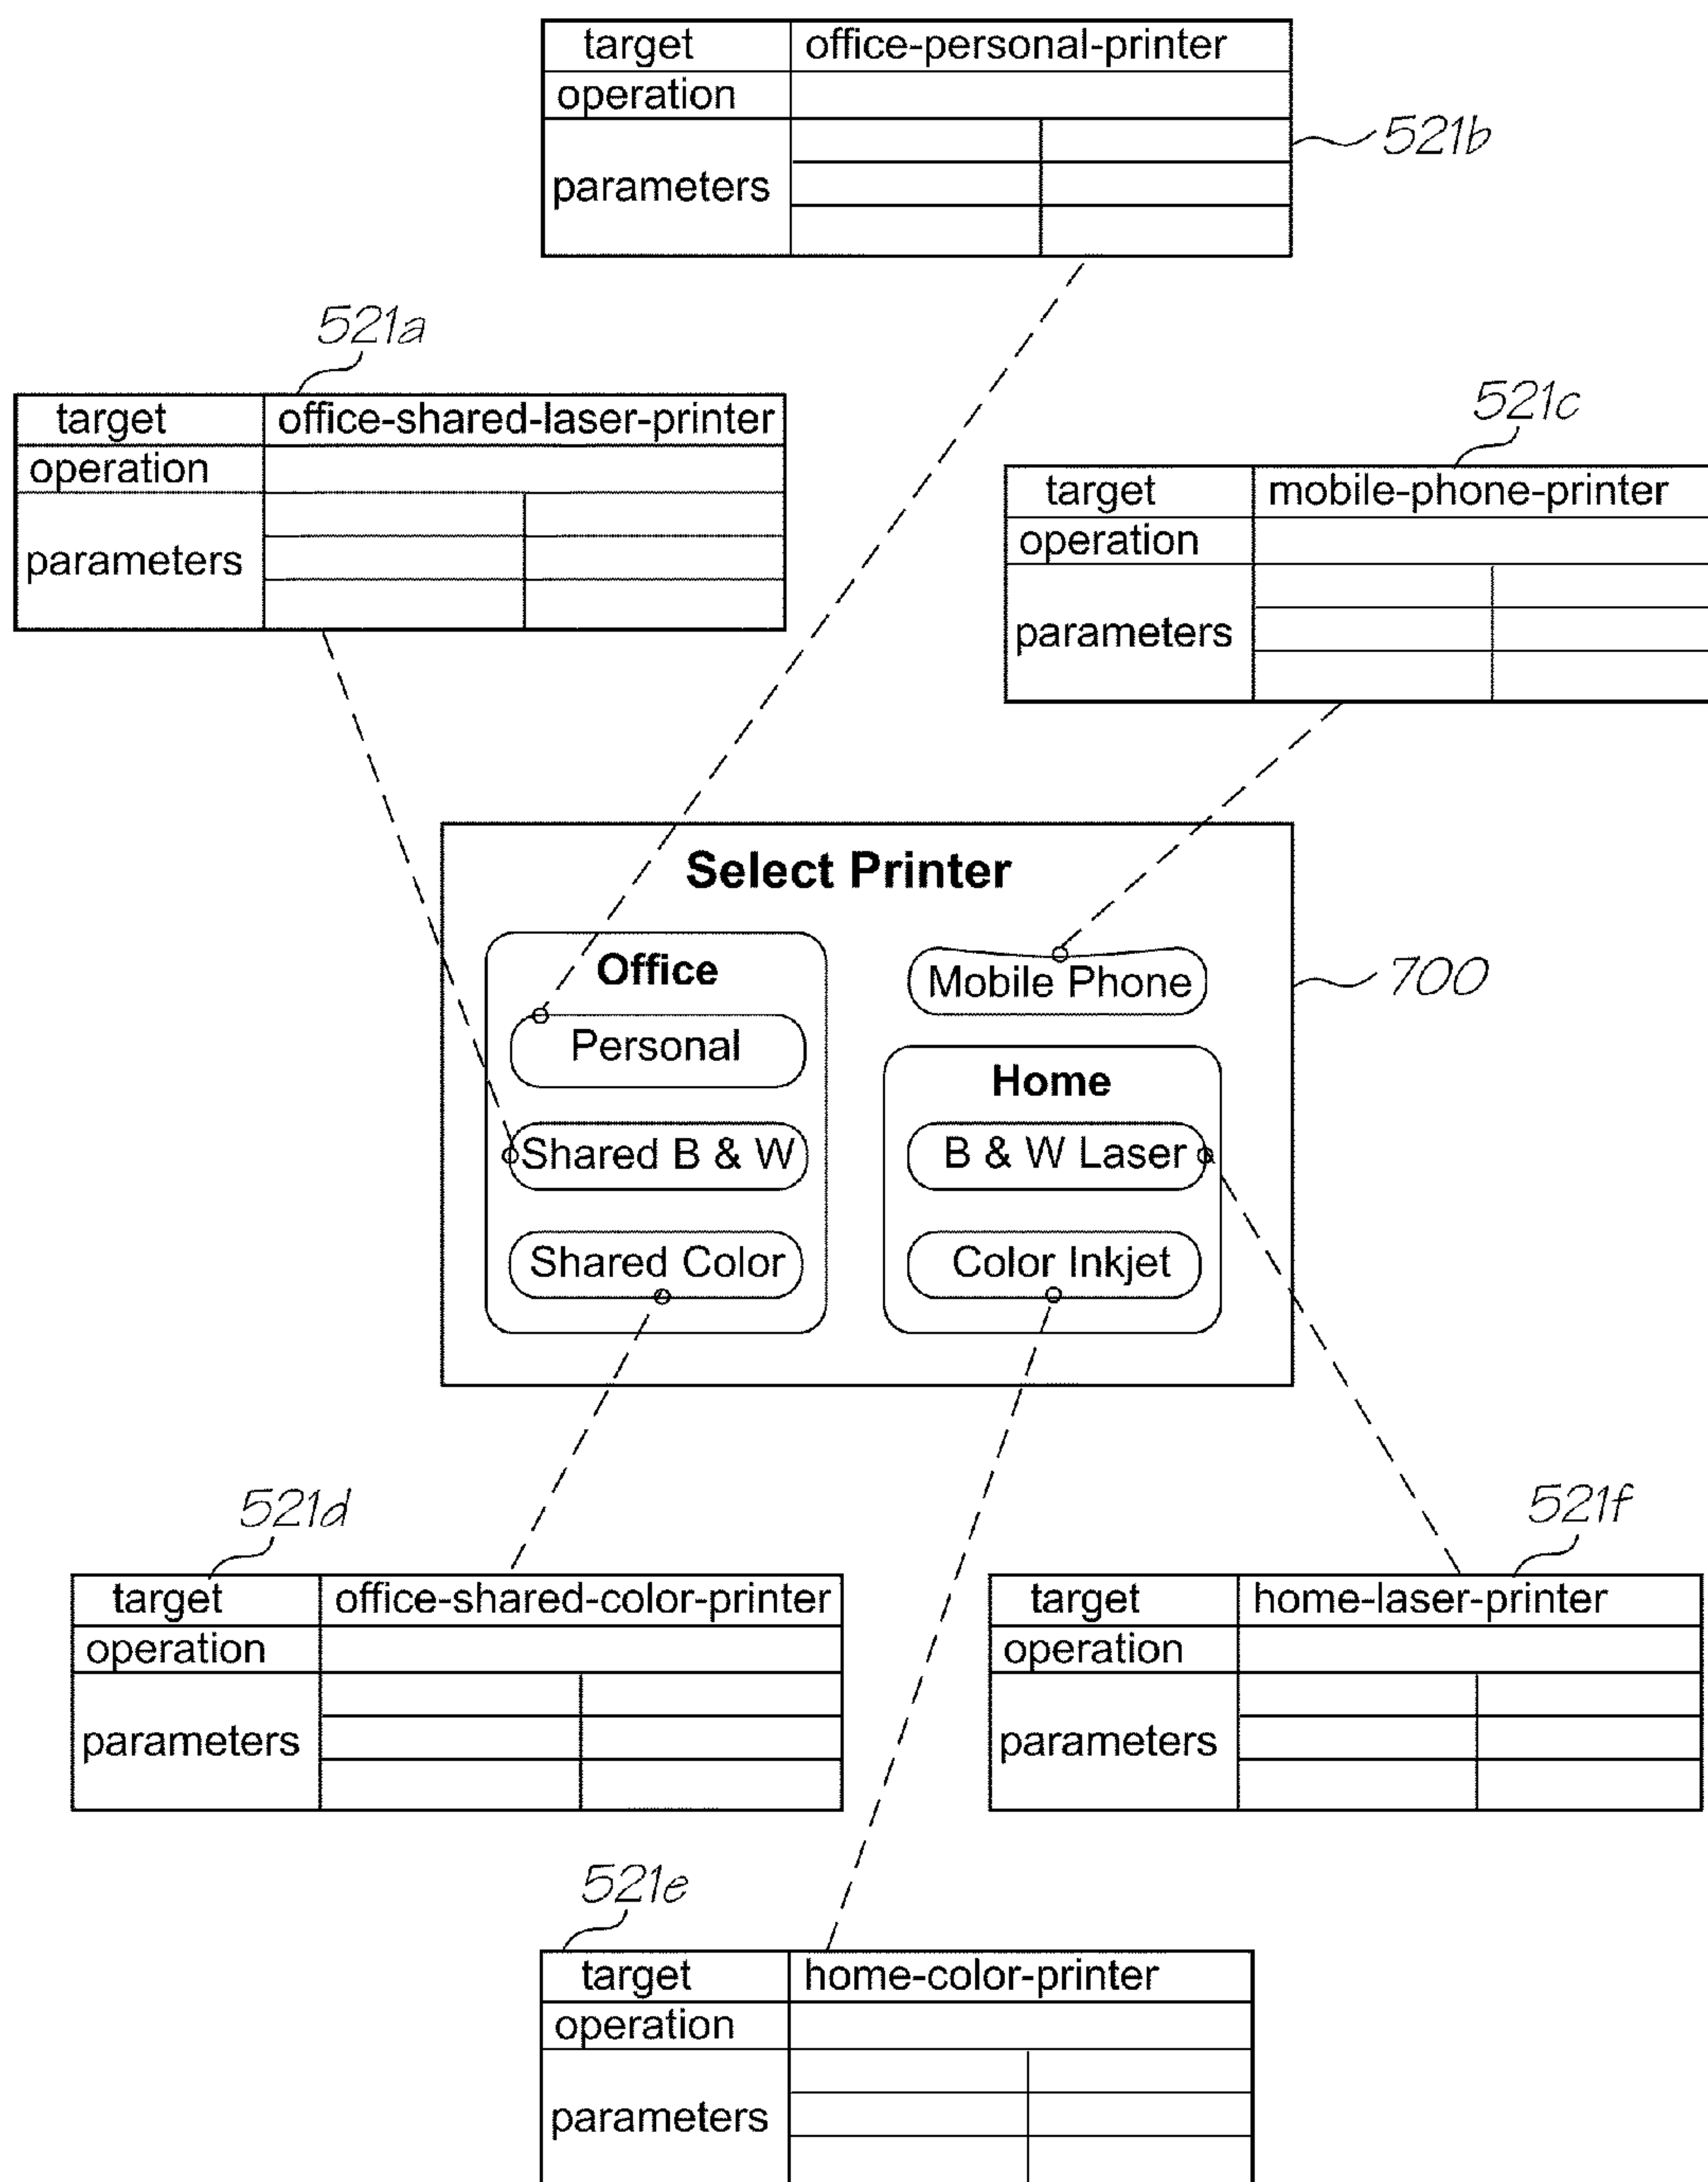 target office-personal-printer
operation
parameters
521b
521a
target office-shared-laser-printer
operation
parameters
521c
target mobile-phone-printer
operation
parameters
Select Printer
Office
Personal
Shared B & W
Shared Color
Mobile Phone
Home
B & W Laser
Color Inkjet
700
521d
target office-shared-color-printer
operation
parameters
521f
target home-laser-printer
operation
parameters
521e
target home-color-printer
operation
parameters